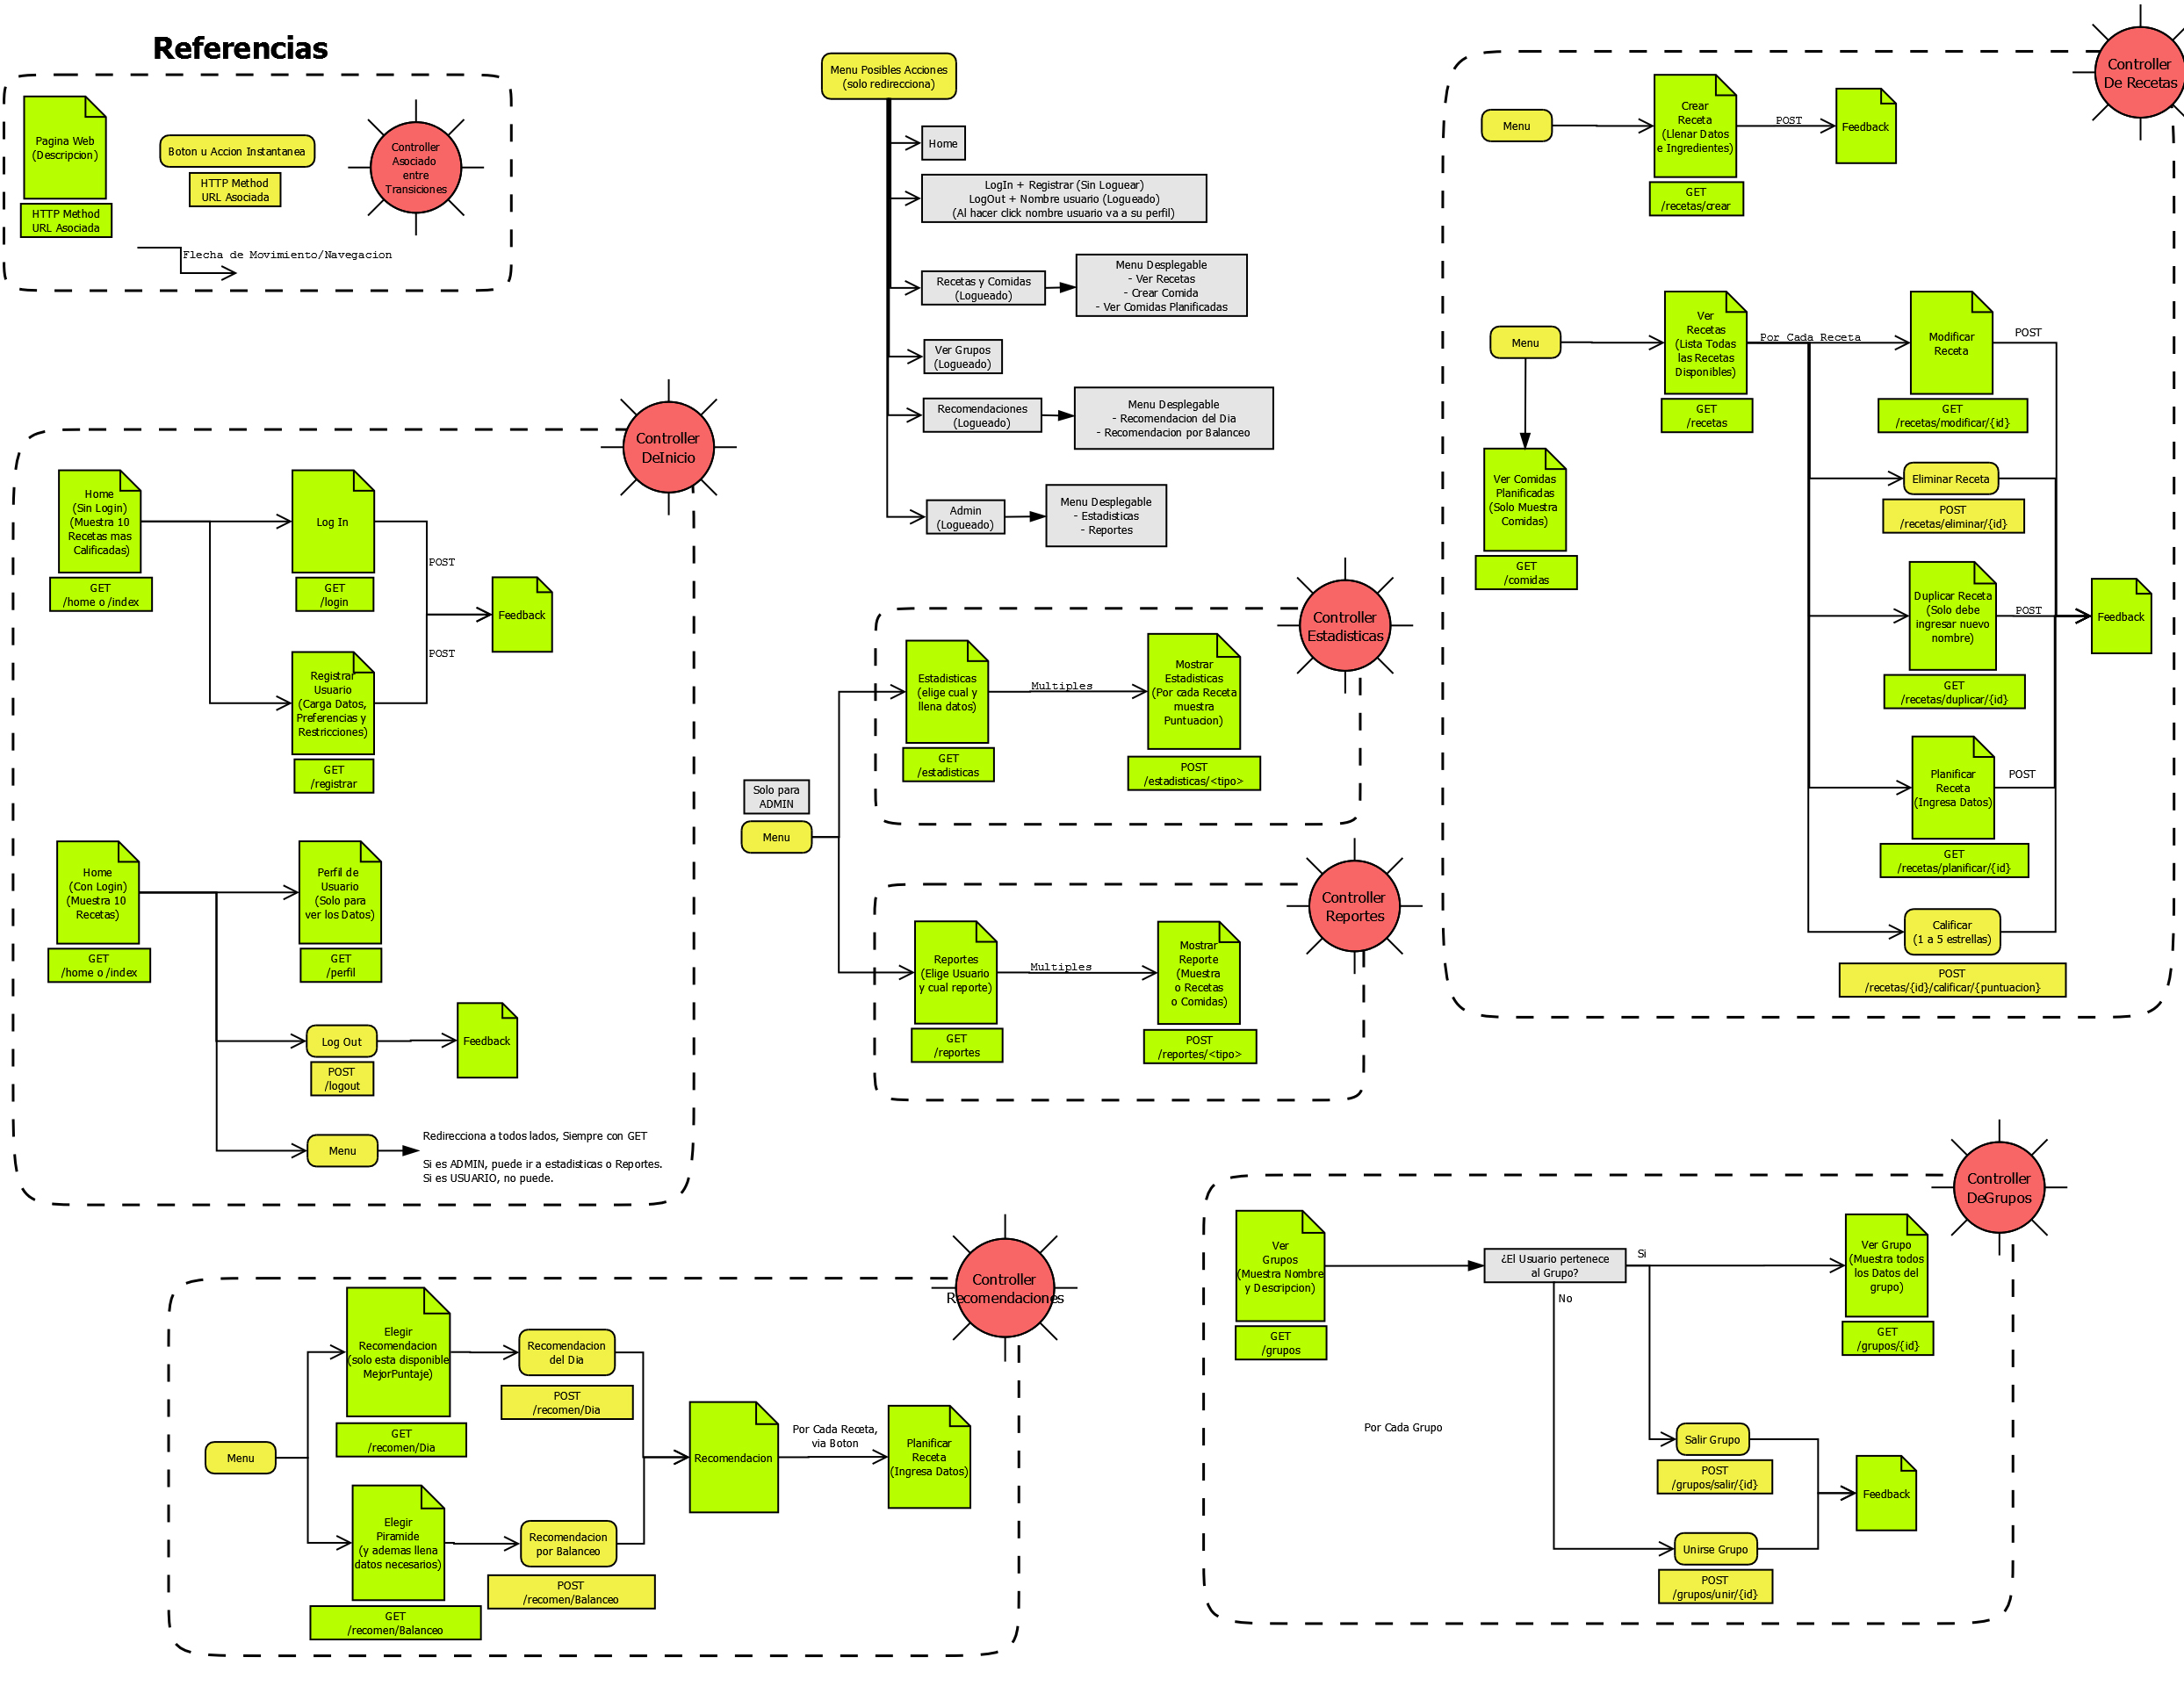 Referencias
Pagina Web
(Descripcion)
HTTP Method
URL Asociada
Boton u Accion Instantanea
HTTP Method
URL Asociada
Controller
Asociado
entre
Transiciones
Flecha de Movimiento/Navegacion
Menu Posibles Acciones
(solo redirecciona)
Home
LogIn + Registrar (Sin Loguear)
LogOut + Nombre usuario (Logueado)
(Al hacer click nombre usuario va a su perfil)
Recetas y Comidas
(Logueado)
Menu Desplegable
- Ver Recetas
- Crear Comida
- Ver Comidas Planificadas
Ver Grupos
(Logueado)
Recomendaciones
(Logueado)
Menu Desplegable
- Recomendacion del Dia
- Recomendacion por Balanceo
Admin
(Logueado)
Menu Desplegable
- Estadisticas
- Reportes
Controller
De Recetas
Menu
Crear
Receta
(Llenar Datos
e Ingredientes)
GET
/recetas/crear
POST
Feedback
Menu
Ver
Recetas
(Lista Todas
las Recetas
Disponibles)
GET
/recetas
Por Cada Receta
Modificar
Receta
GET
/recetas/modificar/{id}
POST
Ver Comidas
Planificadas
(Solo Muestra
Comidas)
GET
/comidas
Eliminar Receta
POST
/recetas/eliminar/{id}
Duplicar Receta
(Solo debe
ingresar nuevo
nombre)
GET
/recetas/duplicar/{id}
POST
Feedback
Planificar
Receta
(Ingresa Datos)
GET
/recetas/planificar/{id}
POST
Calificar
(1 a 5 estrellas)
POST
/recetas/{id}/calificar/{puntuacion}
Controller
DeInicio
Home
(Sin Login)
(Muestra 10
Recetas mas
Calificadas)
GET
/home o /index
Log In
GET
/login
POST
Feedback
POST
Registrar
Usuario
(Carga Datos,
Preferencias y
Restricciones)
GET
/registrar
Home
(Con Login)
(Muestra 10
Recetas)
GET
/home o /index
Perfil de
Usuario
(Solo para
ver los Datos)
GET
/perfil
Log Out
POST
/logout
Feedback
Menu
Redirecciona a todos lados, Siempre con GET
Si es ADMIN, puede ir a estadisticas o Reportes.
Si es USUARIO, no puede.
Controller
Estadisticas
Estadisticas
(elige cual y
llena datos)
GET
/estadisticas
Multiples
Mostrar
Estadisticas
(Por cada Receta
muestra
Puntuacion)
POST
/estadisticas/<tipo>
Solo para
ADMIN
Menu
Controller
Reportes
Reportes
(Elige Usuario
y cual reporte)
GET
/reportes
Multiples
Mostrar
Reporte
(Muestra
o Recetas
o Comidas)
POST
/reportes/<tipo>
Controller
Recomendaciones
Menu
Elegir
Recomendacion
(solo esta disponible
MejorPuntaje)
GET
/recomen/Dia
Recomendacion
del Dia
POST
/recomen/Dia
Elegir
Piramide
(y ademas llena
datos necesarios)
GET
/recomen/Balanceo
Recomendacion
por Balanceo
POST
/recomen/Balanceo
Recomendacion
Por Cada Receta,
via Boton
Planificar
Receta
(Ingresa Datos)
Controller
DeGrupos
Ver
Grupos
(Muestra Nombre
y Descripcion)
GET
/grupos
¿El Usuario pertenece
al Grupo?
Si
No
Ver Grupo
(Muestra todos
los Datos del
grupo)
GET
/grupos/{id}
Por Cada Grupo
Salir Grupo
POST
/grupos/salir/{id}
Feedback
Unirse Grupo
POST
/grupos/unir/{id}